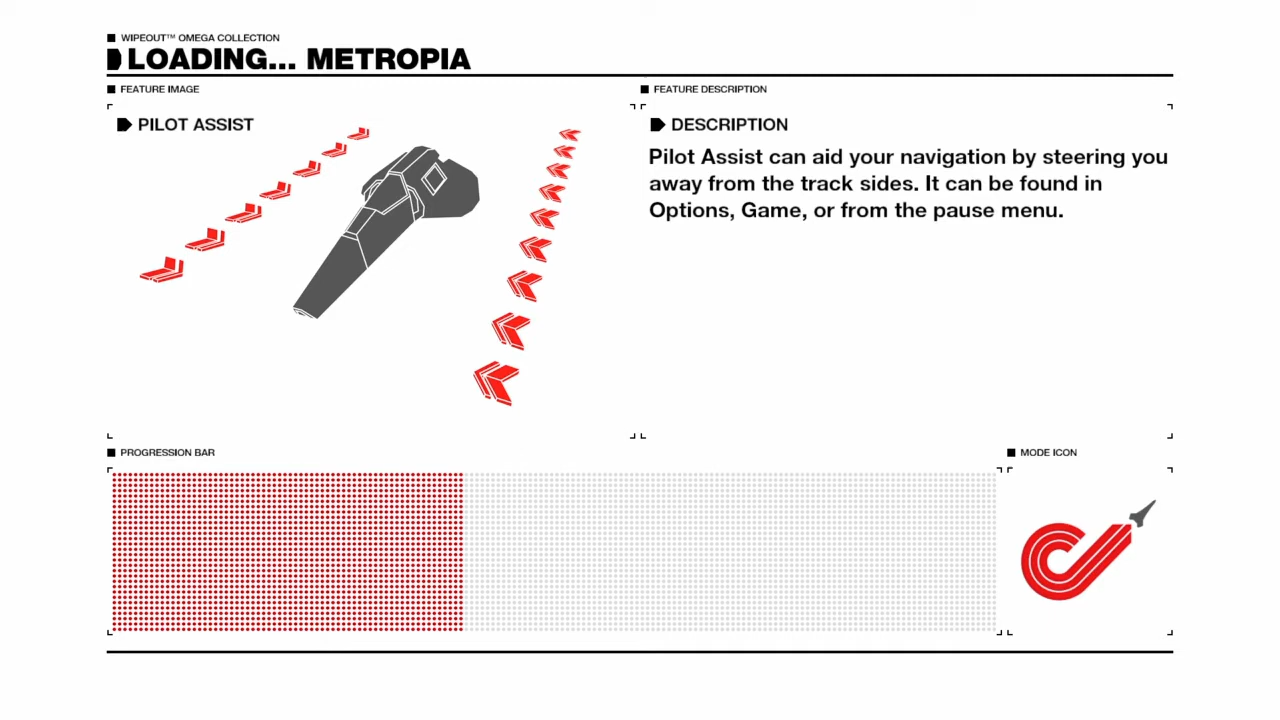 WIPEOUT™ OMEGA COLLECTION
LOADING... METROPIA
FEATURE IMAGE
PILOT ASSIST
FEATURE DESCRIPTION
DESCRIPTION
Pilot Assist can aid your navigation by steering you
away from the track sides. It can be found in
Options, Game, or from the pause menu.
PROGRESSION BAR
MODE ICON